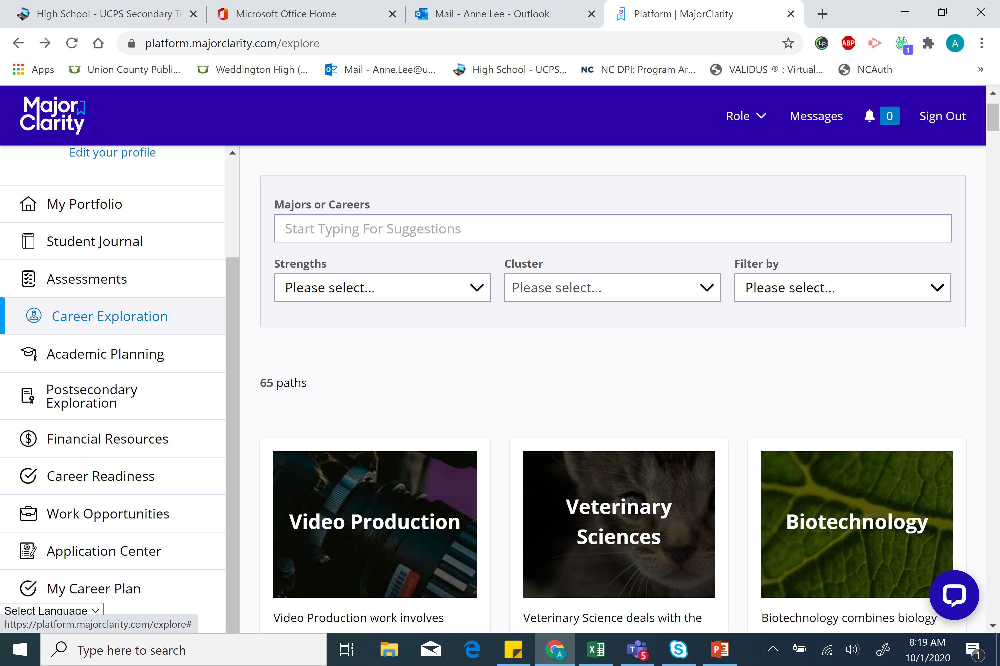 High School - UCPS Secondary Te
Microsoft Office Home
Mail - Anne Lee - Outlook
Platform | MajorClarity
platform.majorclarity.com/explore
LP
ABP
1
A
Apps
Union County Publi...
Weddington High (...
Mail - Anne.Lee@u...
High School - UCPS...
NC
NC DPI: Program Ar...
VALIDUS ® : Virtual...
NCAuth
»
Major
Clarity
Role
Messages
0
Sign Out
Edit your profile
My Portfolio
Student Journal
Assessments
Career Exploration
Academic Planning
Postsecondary
Exploration
Financial Resources
Career Readiness
Work Opportunities
Application Center
My Career Plan
Select Language
https://platform.majorclarity.com/explore#
Majors or Careers
Start Typing For Suggestions
Strengths
Cluster
Filter by
Please select...
Please select...
Please select...
65 paths
Video Production
Veterinary
Sciences
Biotechnology
Video Production work involves
Veterinary Science deals with the
Biotechnology combines biology
Type here to search
A
5
8:19 AM
10/1/2020
1